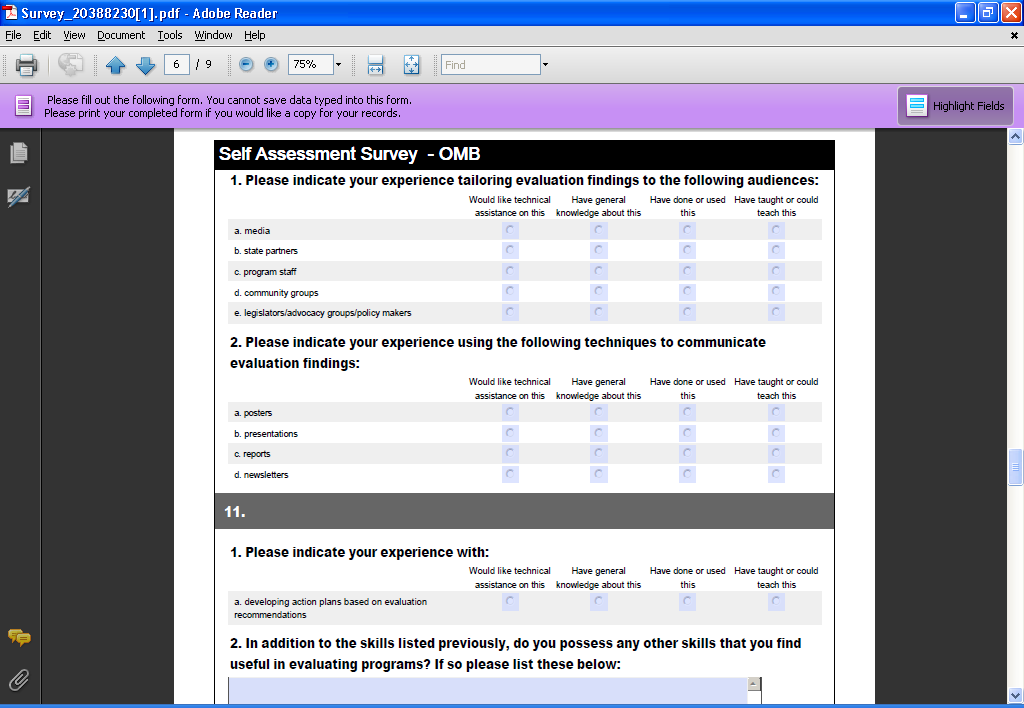 Survey_20388230[1].pdf - Adobe Reader
File Edit View Document Tools Window Help
6 / 9 75% Find
Please fill out the following form. You cannot save data typed into this form.
Please print your completed form if you would like a copy for your records.
Highlight Fields
Self Assessment Survey - OMB
1. Please indicate your experience tailoring evaluation findings to the following audiences:
Would like technical Have general Have done or used Have taught or could
assistance on this knowledge about this this teach this
a. media
b. state partners
c. program staff
d. community groups
e. legislators/advocacy groups/policy makers
2. Please indicate your experience using the following techniques to communicate
evaluation findings:
Would like technical Have general Have done or used Have taught or could
assistance on this knowledge about this this teach this
a. posters
b. presentations
c. reports
d. newsletters
11.
1. Please indicate your experience with:
Would like technical Have general Have done or used Have taught or could
assistance on this knowledge about this this teach this
a. developing action plans based on evaluation
recommendations
2. In addition to the skills listed previously, do you possess any other skills that you find
useful in evaluating programs? If so please list these below: